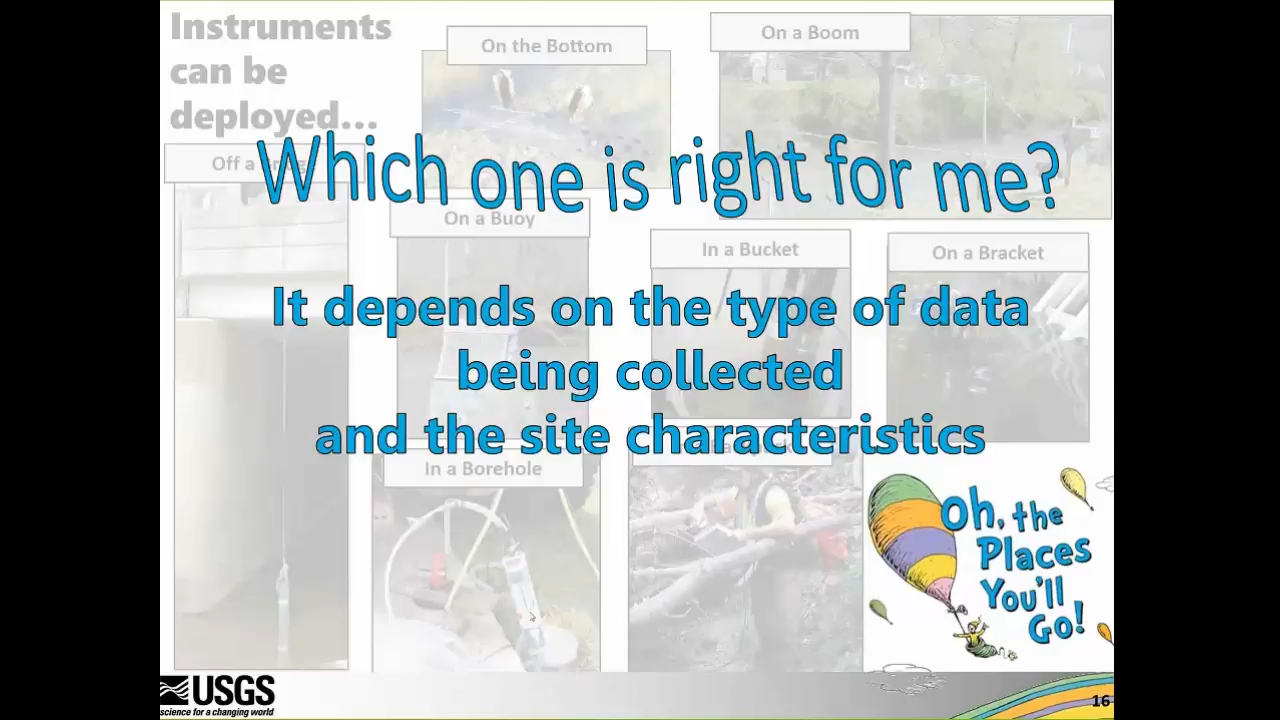 Instruments
can be
deployed...
On the Bottom
On a Boom
Off a
Which one is right for me?
On a Buoy
In a Bucket
On a Bracket
It depends on the type of data
being collected
and the site characteristics
In a Borehole
Oh, the
Places
You'll
Go!
USGS
science for a changing world
16